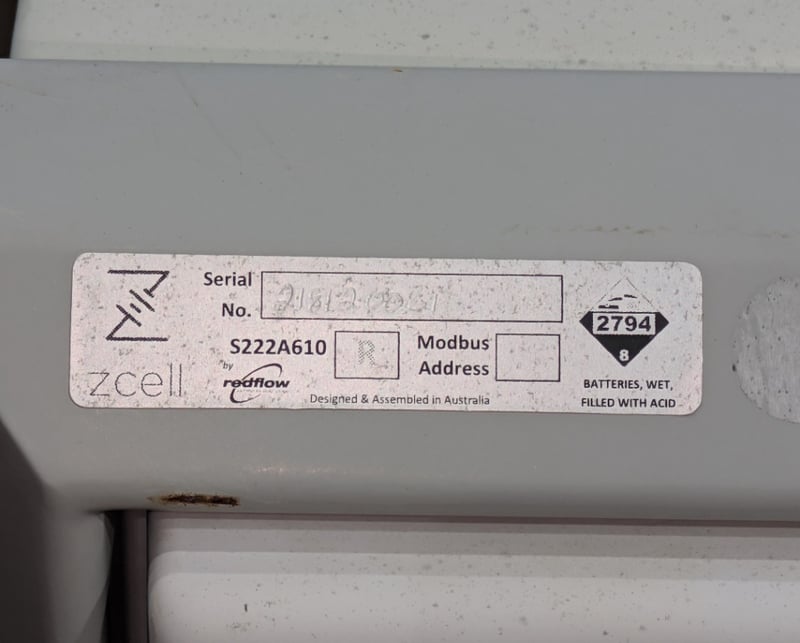 Serial
No.
S222A610
R
Modbus
Address
zcell
by
redflow
Designed & Assembled in Australia
2794
8
BATTERIES, WET,
FILLED WITH ACID